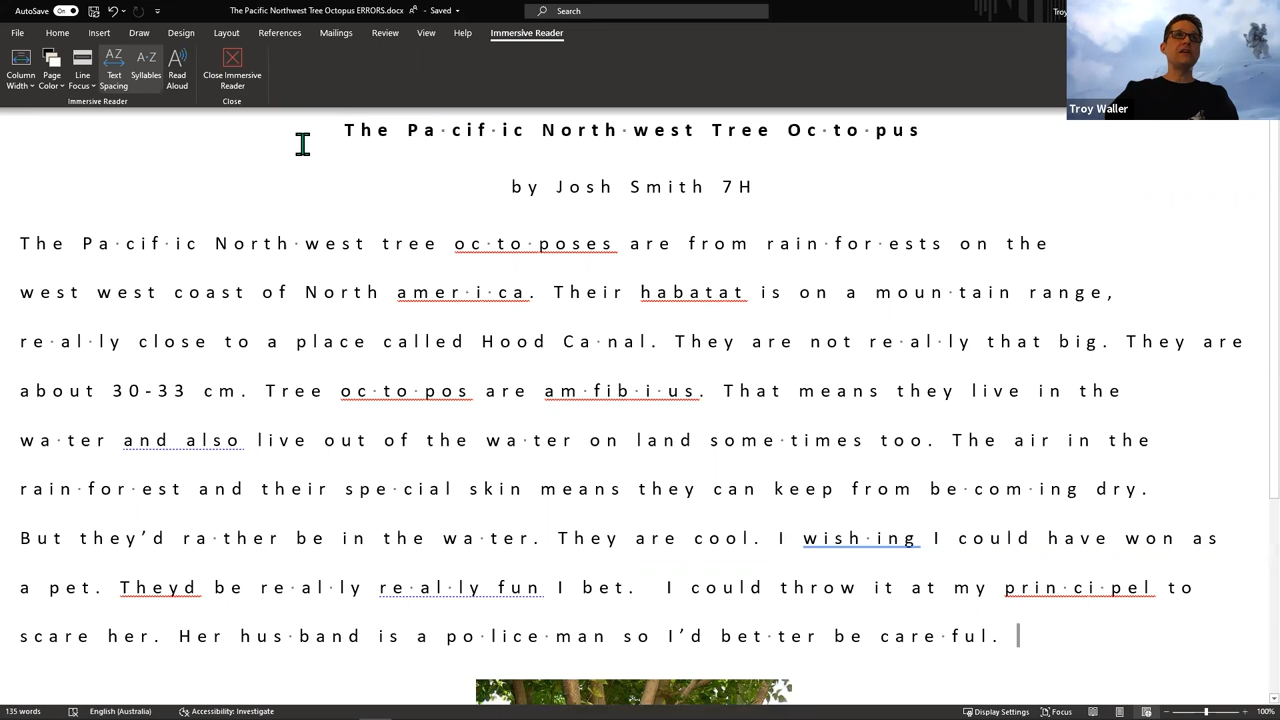 AutoSave On The Pacific Northwest Tree Octopus ERRORS.docx - Saved Search Troy
File Home Insert Draw Design Layout References Mailings Review View Help Immersive Reader
Column Width Page Color Line Focus Text Spacing Syllables Read Aloud Close Immersive Reader
Immersive Reader Close
Troy Waller
The Pa·cif·ic North·west Tree Oc·to·pus
by Josh Smith 7H
The Pa·cif·ic North·west tree oc·to·poses are from rain·for·ests on the
west west coast of North amer·i·ca. Their habatat is on a moun·tain range,
re·al·ly close to a place called Hood Ca·nal. They are not re·al·ly that big. They are
about 30-33 cm. Tree oc·to·pos are am·fib·i·us. That means they live in the
wa·ter and also live out of the wa·ter on land some·times too. The air in the
rain·for·est and their spe·cial skin means they can keep from be·com·ing dry.
But they’d ra·ther be in the wa·ter. They are cool. I wish·ing I could have won as
a pet. Theyd be re·al·ly re·al·ly fun I bet. I could throw it at my prin·ci·pel to
scare her. Her hus·band is a po·lice·man so I’d bet·ter be care·ful.
135 words English (Australia) Accessibility: Investigate Display Settings Focus 100%